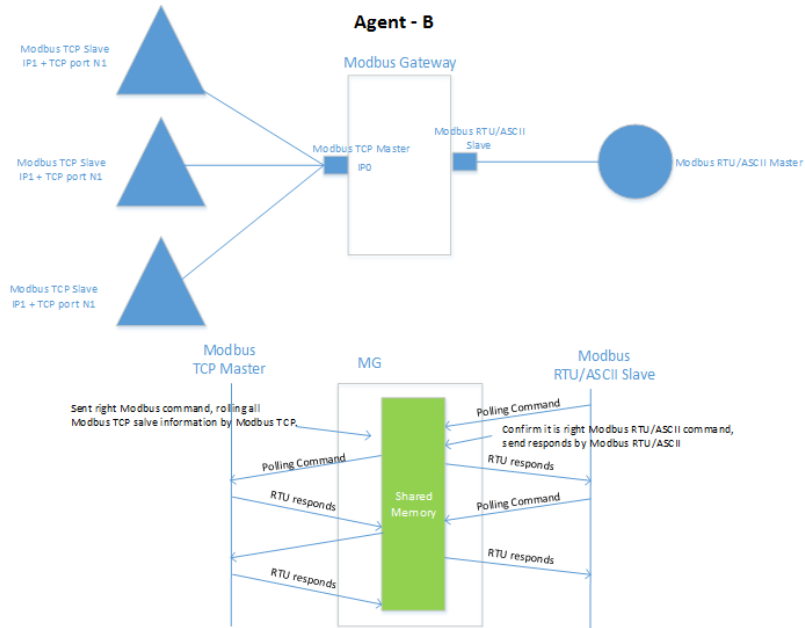 Agent - B
Modbus TCP Slave
IP1 + TCP port N1
Modbus Gateway
Modbus TCP Slave
IP1 + TCP port N1
Modbus TCP Master
IP0
Modbus RTU/ASCII
Slave
Modbus RTU/ASCII Master
Modbus TCP Slave
IP1 + TCP port N1
Modbus
TCP Master
MG
Modbus
RTU/ASCII Slave
Sent right Modbus command, rolling all
Modbus TCP salve information by Modbus TCP.
Polling Command
Confirm it is right Modbus RTU/ASCII command,
send responds by Modbus RTU/ASCII
Polling Command
RTU responds
RTU responds
Shared
Memory
Polling Command
RTU responds
RTU responds